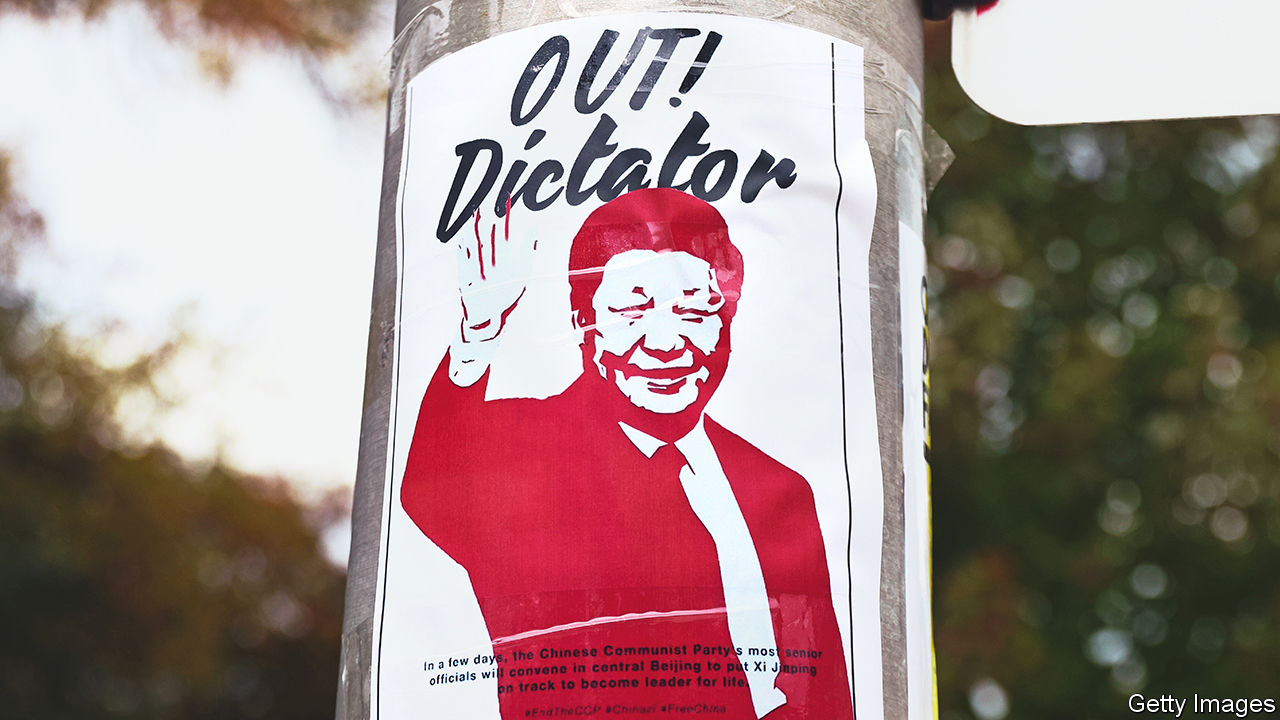 OUT!
Dictator
In a few days, the Chinese Communist Party's most senior
officials will convene in central Beijing to put Xi Jinping
on track to become leader for life.
#EndTheCCP #Chinazi #FreeChina
Getty Images